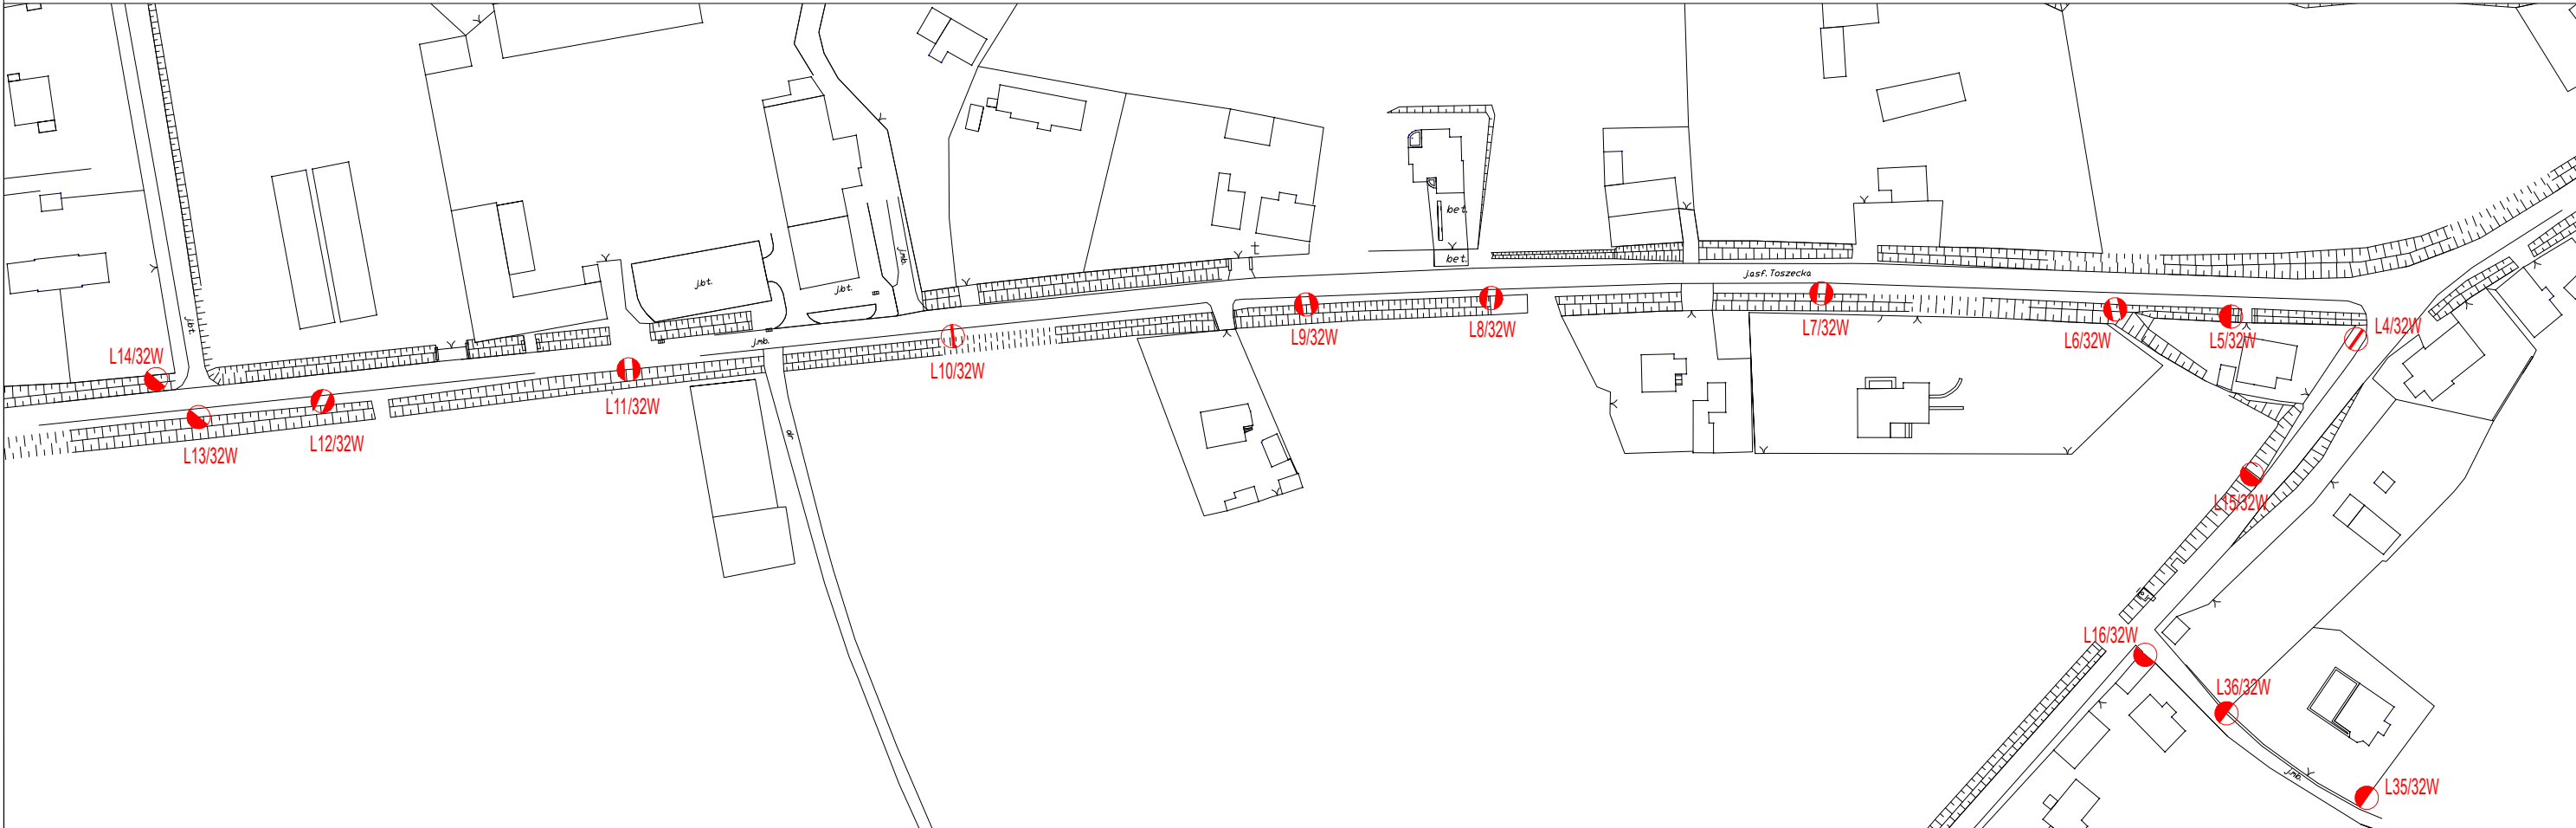 bet.
bet.
j.mb.
j.asf. Toszecka
j.bt.
j.bt.
j.bt.
j.mb.
L14/32W
L13/32W
L12/32W
L11/32W
L10/32W
L9/32W
L8/32W
L7/32W
L6/32W
L5/32W
L4/32W
dr.
L15/32W
L16/32W
L36/32W
j.mb.
L35/32W